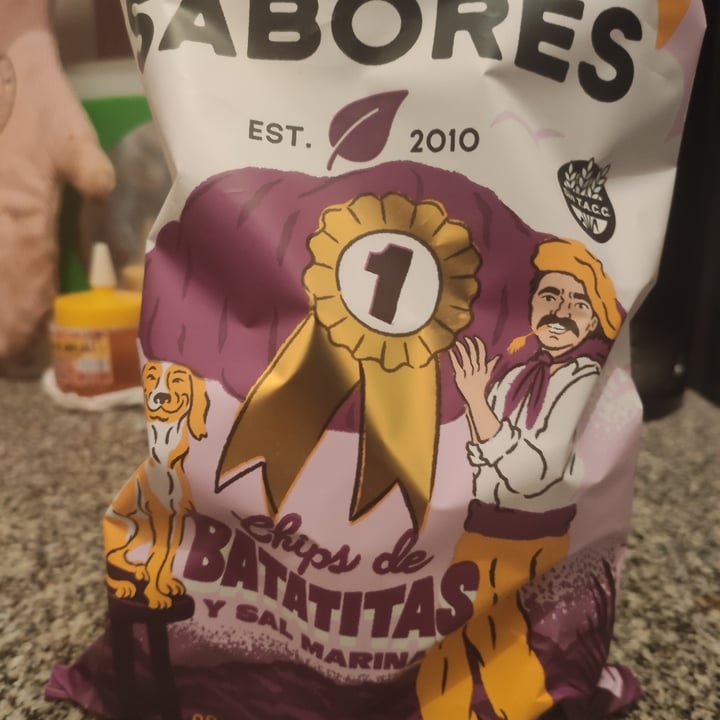 SABORES
EST. 2010
T.A.C.C.
1
Chips de
BATATITAS
Y SAL MARINA